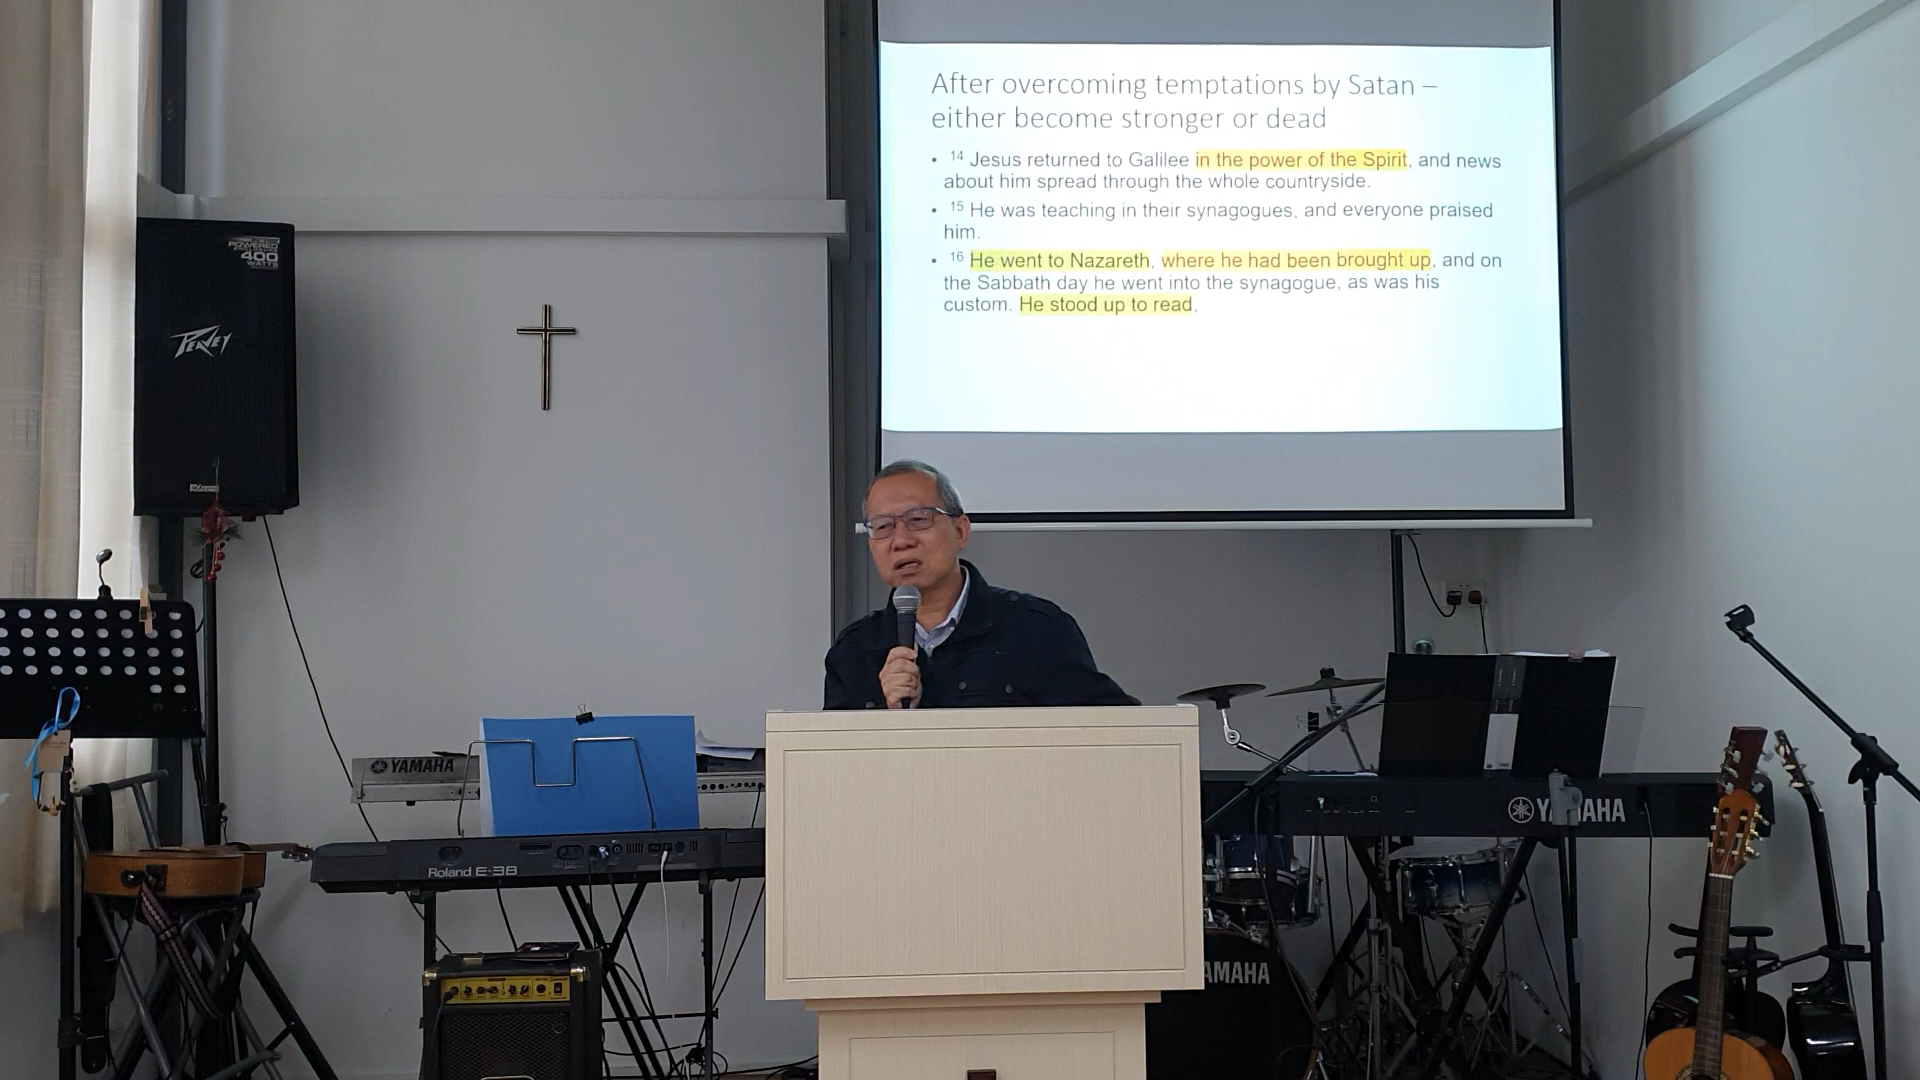 After overcoming temptations by Satan –
either become stronger or dead
• 14 Jesus returned to Galilee in the power of the Spirit, and news
about him spread through the whole countryside.
• 15 He was teaching in their synagogues, and everyone praised
him.
• 16 He went to Nazareth, where he had been brought up, and on
the Sabbath day he went into the synagogue, as was his
custom. He stood up to read,
POWERED
400
WATTS
PEAVEY
YAMAHA
Roland E-38
YAMAHA
AMAHA